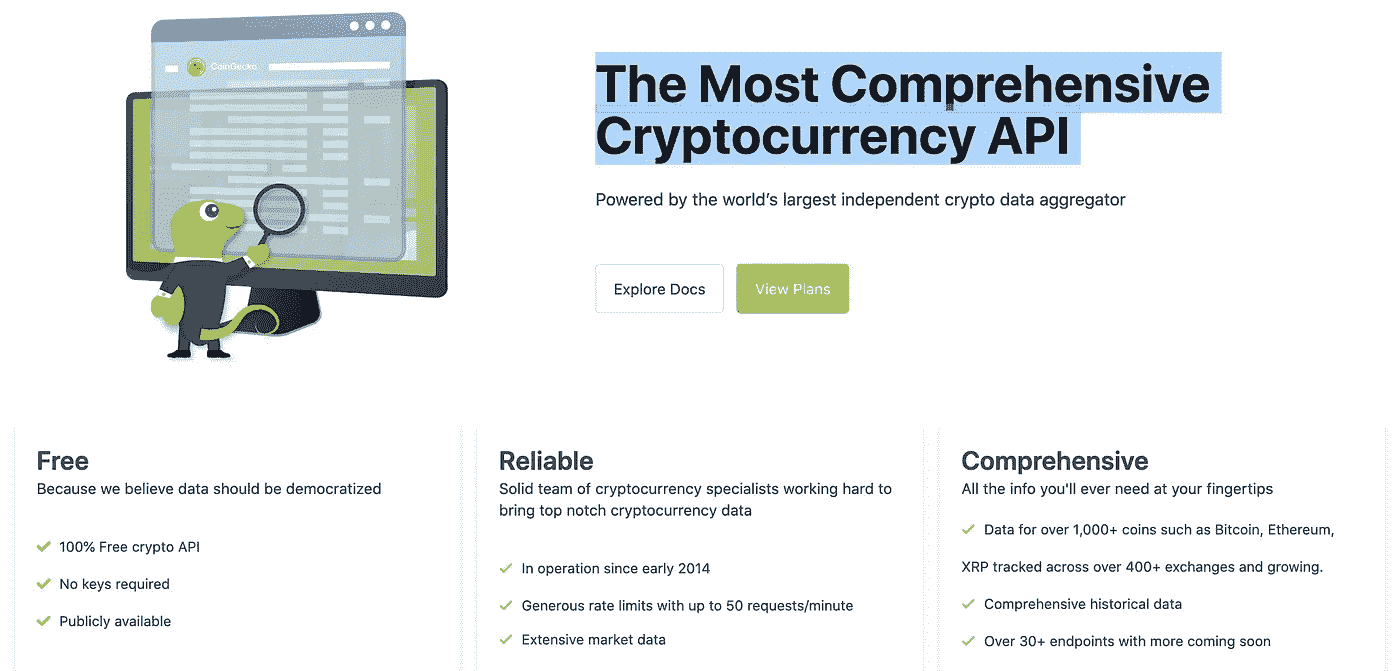 CoinGecko
The Most Comprehensive
Cryptocurrency API
Powered by the world’s largest independent crypto data aggregator
Explore Docs
View Plans
Free
Because we believe data should be democratized
100% Free crypto API
No keys required
Publicly available
Reliable
Solid team of cryptocurrency specialists working hard to
bring top notch cryptocurrency data
In operation since early 2014
Generous rate limits with up to 50 requests/minute
Extensive market data
Comprehensive
All the info you'll ever need at your fingertips
Data for over 1,000+ coins such as Bitcoin, Ethereum,
XRP tracked across over 400+ exchanges and growing.
Comprehensive historical data
Over 30+ endpoints with more coming soon